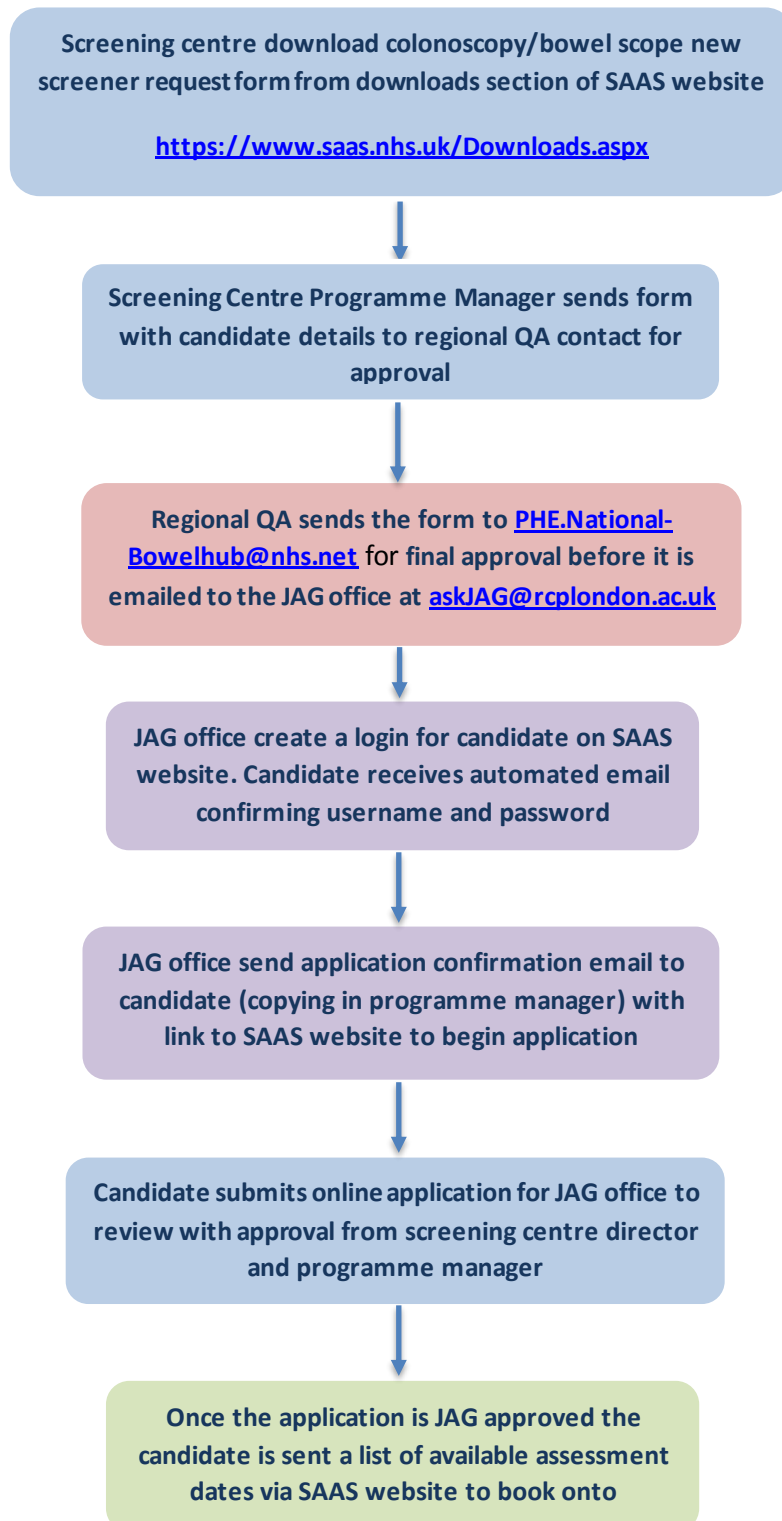 Screening centre download colonoscopy/bowel scope new
screener request form from downloads section of SAAS website
https://www.saas.nhs.uk/Downloads.aspx
Screening Centre Programme Manager sends form
with candidate details to regional QA contact for
approval
Regional QA sends the form to PHE.National-
Bowelhub@nhs.net for final approval before it is
emailed to the JAG office at askJAG@rcplondon.ac.uk
JAG office create a login for candidate on SAAS
website. Candidate receives automated email
confirming username and password
JAG office send application confirmation email to
candidate (copying in programme manager) with
link to SAAS website to begin application
Candidate submits online application for JAG office to
review with approval from screening centre director
and programme manager
Once the application is JAG approved the
candidate is sent a list of available assessment
dates via SAAS website to book onto